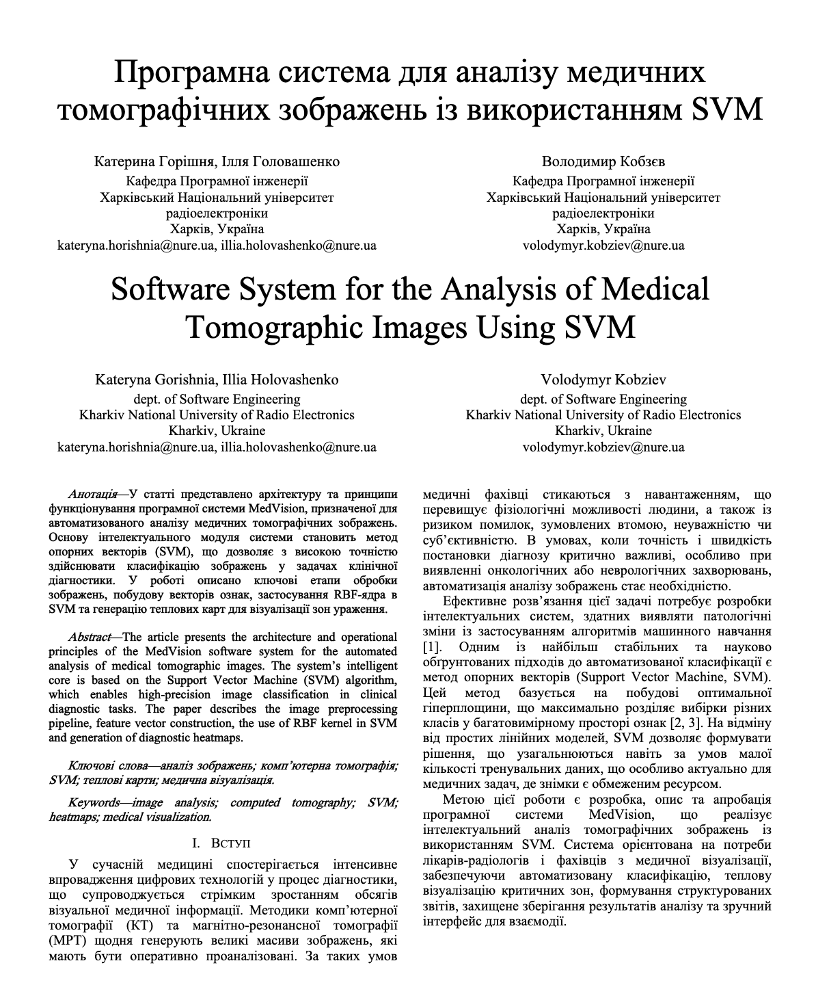 Програмна система для аналізу медичних
томографічних зображень із використанням SVM
Катерина Горішня, Ілля Головашенко
Кафедра Програмної інженерії
Харківський Національний університет
радіоелектроніки
Харків, Україна
kateryna.horishnia@nure.ua, illia.holovashenko@nure.ua
Володимир Кобзєв
Кафедра Програмної інженерії
Харківський Національний університет
радіоелектроніки
Харків, Україна
volodymyr.kobziev@nure.ua
Software System for the Analysis of Medical
Tomographic Images Using SVM
Kateryna Gorishnia, Illia Holovashenko
dept. of Software Engineering
Kharkiv National University of Radio Electronics
Kharkiv, Ukraine
kateryna.horishnia@nure.ua, illia.holovashenko@nure.ua
Volodymyr Kobziev
dept. of Software Engineering
Kharkiv National University of Radio Electronics
Kharkiv, Ukraine
volodymyr.kobziev@nure.ua
Анотація—У статті представлено архітектуру та принципи
функціонування програмної системи MedVision, призначеної для
автоматизованого аналізу медичних томографічних зображень.
Основу інтелектуального модуля системи становить метод
опорних векторів (SVM), що дозволяє з високою точністю
здійснювати класифікацію зображень у задачах клінічної
діагностики. У роботі описано ключові етапи обробки
зображень, побудову векторів ознак, застосування RBF-ядра в
SVM та генерацію теплових карт для візуалізації зон ураження.
Abstract—The article presents the architecture and operational
principles of the MedVision software system for the automated
analysis of medical tomographic images. The system's intelligent
core is based on the Support Vector Machine (SVM) algorithm,
which enables high-precision image classification in clinical
diagnostic tasks. The paper describes the image preprocessing
pipeline, feature vector construction, the use of RBF kernel in SVM
and generation of diagnostic heatmaps.
Ключові слова—аналіз зображень; комп’ютерна томографія;
SVM; теплові карти; медична візуалізація.
Keywords—image analysis; computed tomography; SVM;
heatmaps; medical visualization.
I. Вступ
У сучасній медицині спостерігається інтенсивне
впровадження цифрових технологій у процес діагностики,
що супроводжується стрімким зростанням обсягів
візуальної медичної інформації. Методики комп’ютерної
томографії (КТ) та магнітно-резонансної томографії
(МРТ) щодня генерують великі масиви зображень, які
мають бути оперативно проаналізовані. За таких умов
медичні фахівці стикаються з навантаженням, що
перевищує фізіологічні можливості людини, а також із
ризиком помилок, зумовлених втомою, неуважністю чи
суб’єктивністю. В умовах, коли точність і швидкість
постановки діагнозу критично важливі, особливо при
виявленні онкологічних або неврологічних захворювань,
автоматизація аналізу зображень стає необхідністю.
Ефективне розв’язання цієї задачі потребує розробки
інтелектуальних систем, здатних виявляти патологічні
зміни із застосуванням алгоритмів машинного навчання
[1]. Одним із найбільш стабільних та науково
обґрунтованих підходів до автоматизованої класифікації є
метод опорних векторів (Support Vector Machine, SVM).
Цей метод базується на побудові оптимальної
гіперплощини, що максимально розділяє вибірки різних
класів у багатовимірному просторі ознак [2, 3]. На відміну
від простих лінійних моделей, SVM дозволяє формувати
рішення, що узагальнюються навіть за умов малої
кількості тренувальних даних, що особливо актуально для
медичних задач, де знімки є обмеженим ресурсом.
Метою цієї роботи є розробка, опис та апробація
програмної системи MedVision, що реалізує
інтелектуальний аналіз томографічних зображень із
використанням SVM. Система орієнтована на потреби
лікарів-радіологів і фахівців з медичної візуалізації,
забезпечуючи автоматизовану класифікацію, теплову
візуалізацію критичних зон, формування структурованих
звітів, захищене зберігання результатів аналізу та зручний
інтерфейс для взаємодії.